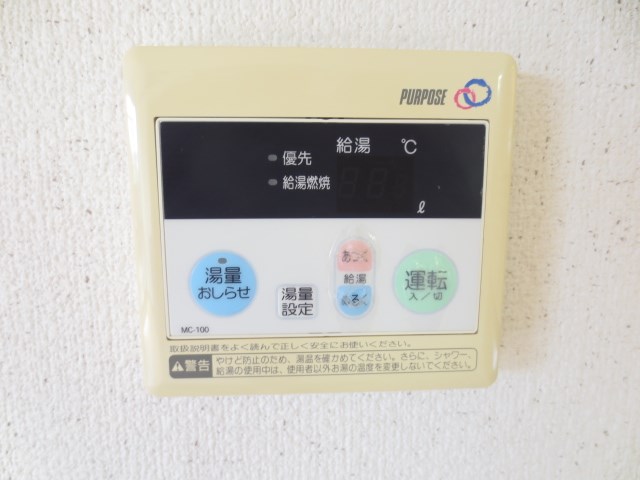 PURPOSE
給湯 ℃
優先
給湯燃焼
ℓ
湯量
おしらせ
湯量
設定
あつく
給湯
ぬるく
運転
入／切
MC-100
取扱説明書をよく読んで正しく安全にお使いください。
警告
やけど防止のため、湯温を確かめてください。さらに、シャワー、
給湯の使用中は、使用者以外お湯の温度を変更しないでください。